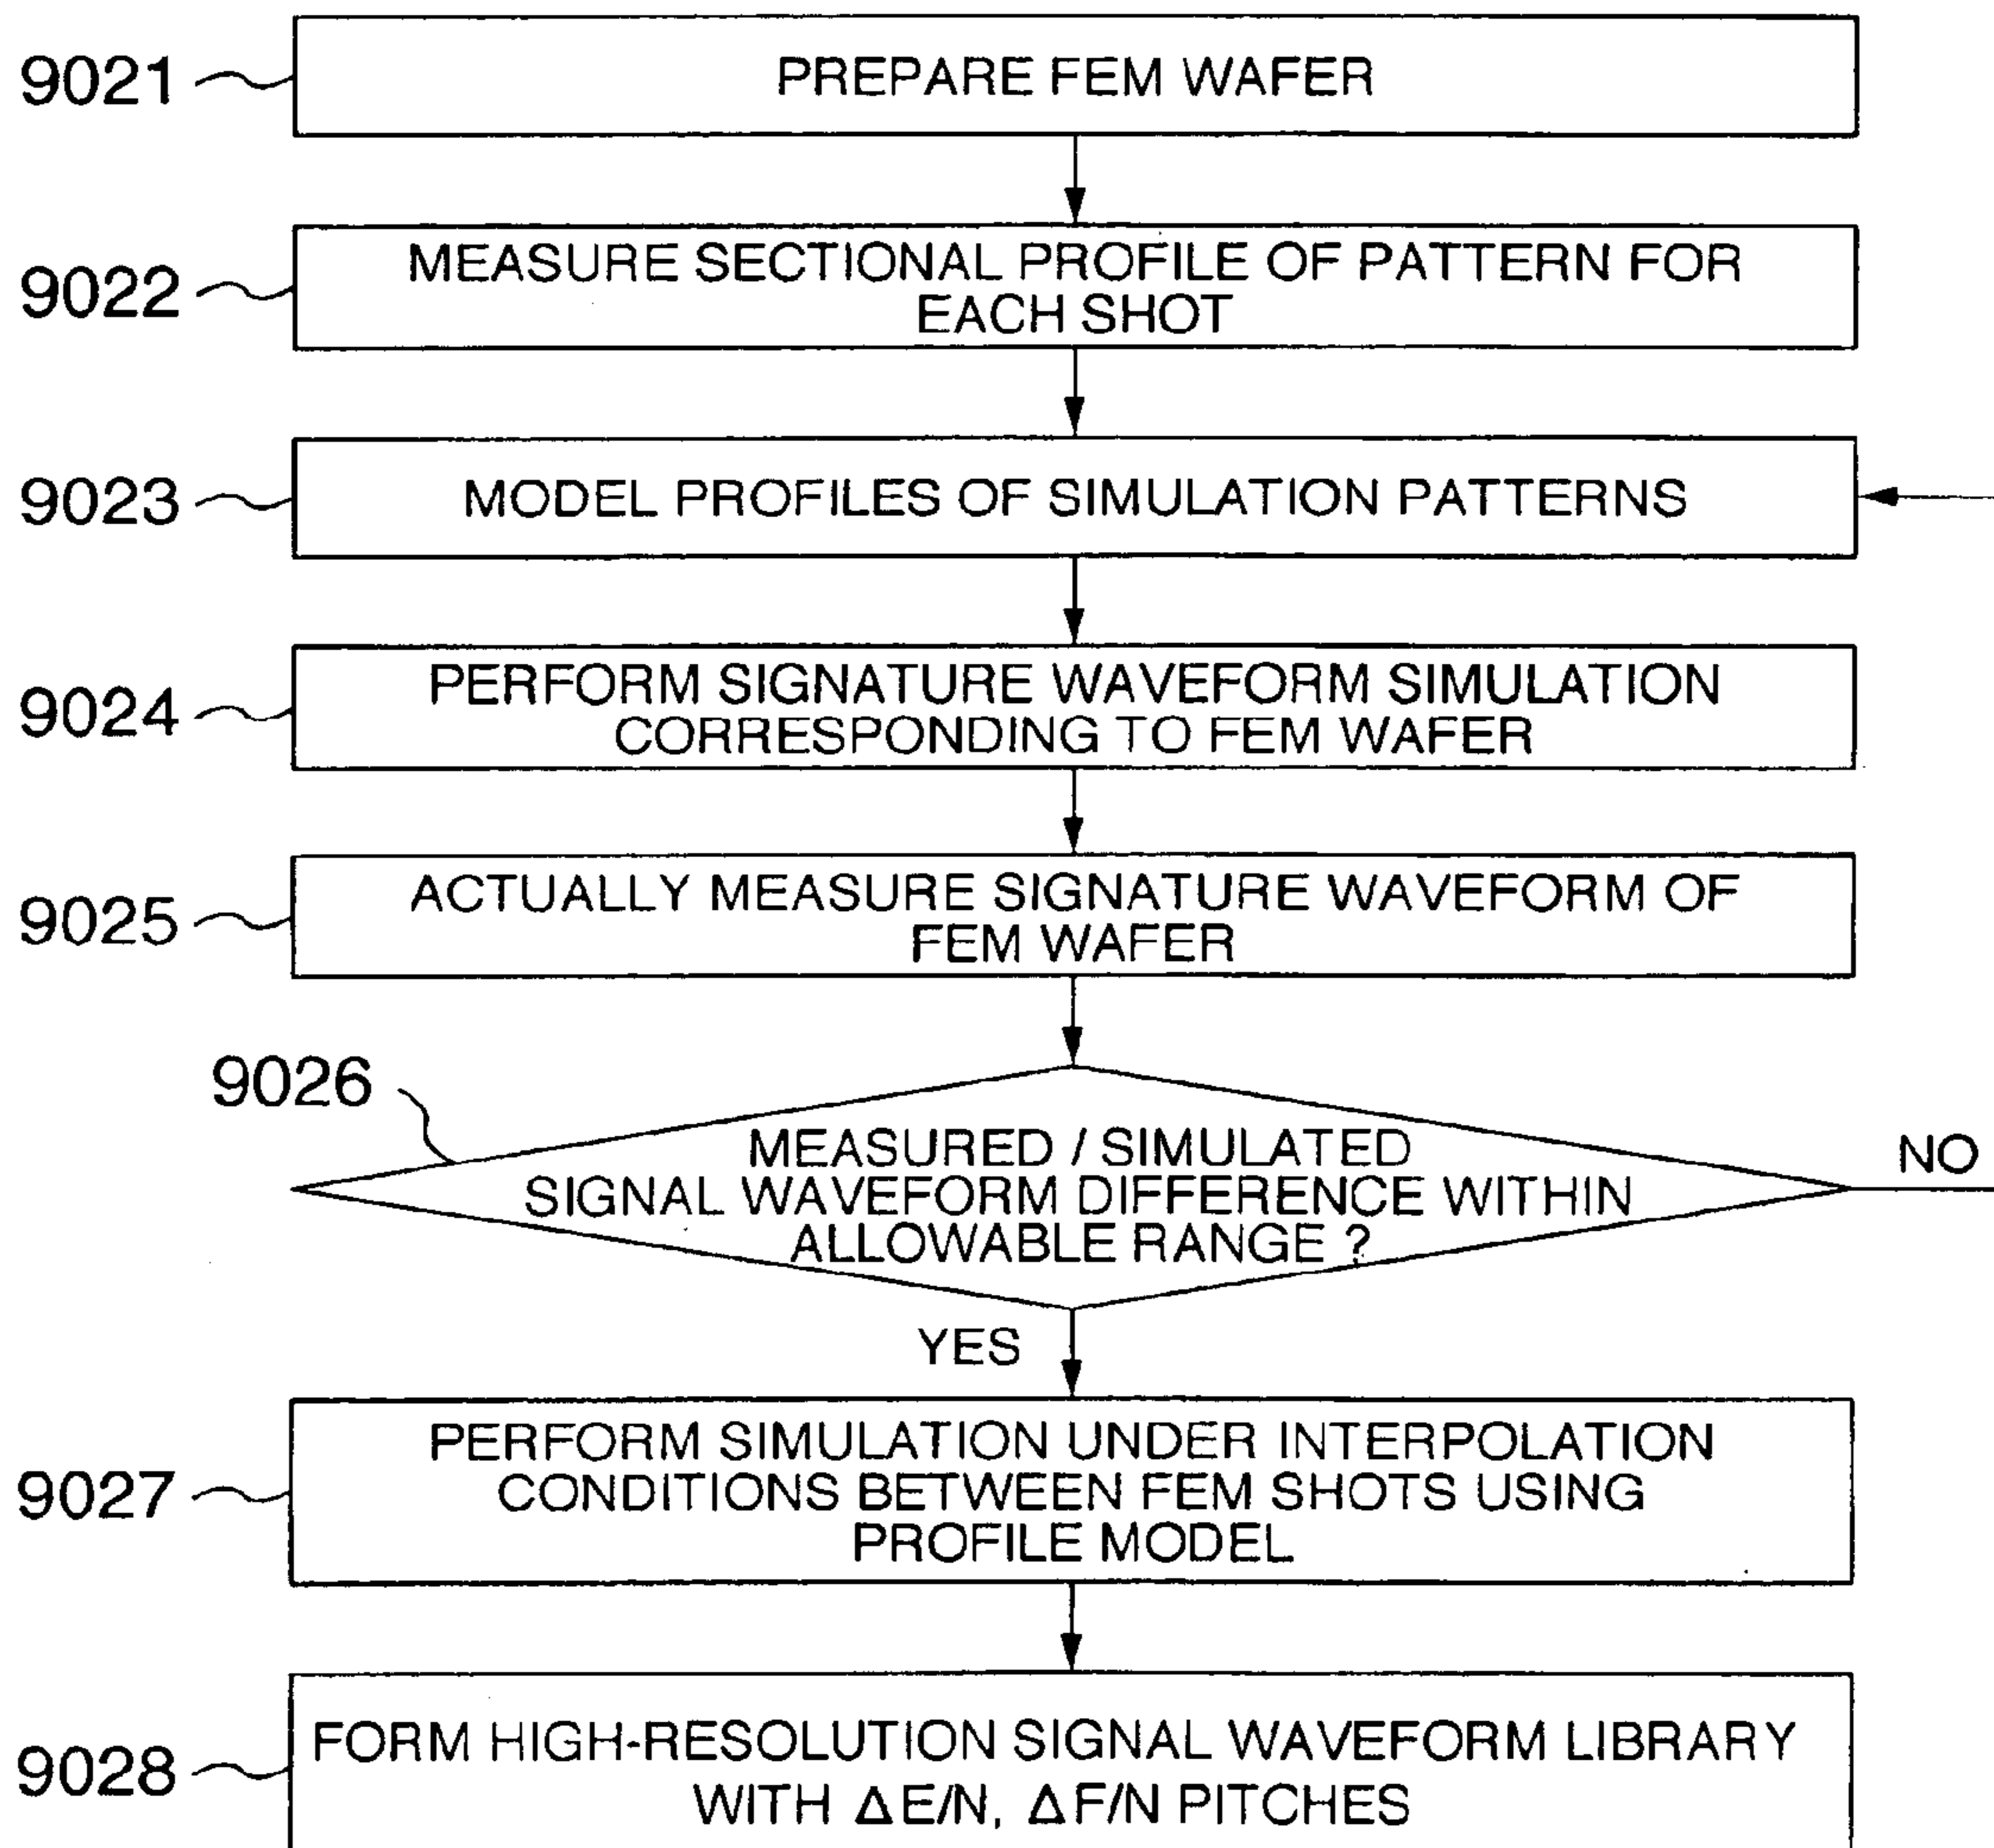 9021
PREPARE FEM WAFER
9022
MEASURE SECTIONAL PROFILE OF PATTERN FOR
EACH SHOT
9023
MODEL PROFILES OF SIMULATION PATTERNS
9024
PERFORM SIGNATURE WAVEFORM SIMULATION
CORRESPONDING TO FEM WAFER
9025
ACTUALLY MEASURE SIGNATURE WAVEFORM OF
FEM WAFER
9026
MEASURED / SIMULATED
SIGNAL WAVEFORM DIFFERENCE WITHIN
ALLOWABLE RANGE ?
NO
YES
9027
PERFORM SIMULATION UNDER INTERPOLATION
CONDITIONS BETWEEN FEM SHOTS USING
PROFILE MODEL
9028
FORM HIGH-RESOLUTION SIGNAL WAVEFORM LIBRARY
WITH ΔE/N, ΔF/N PITCHES